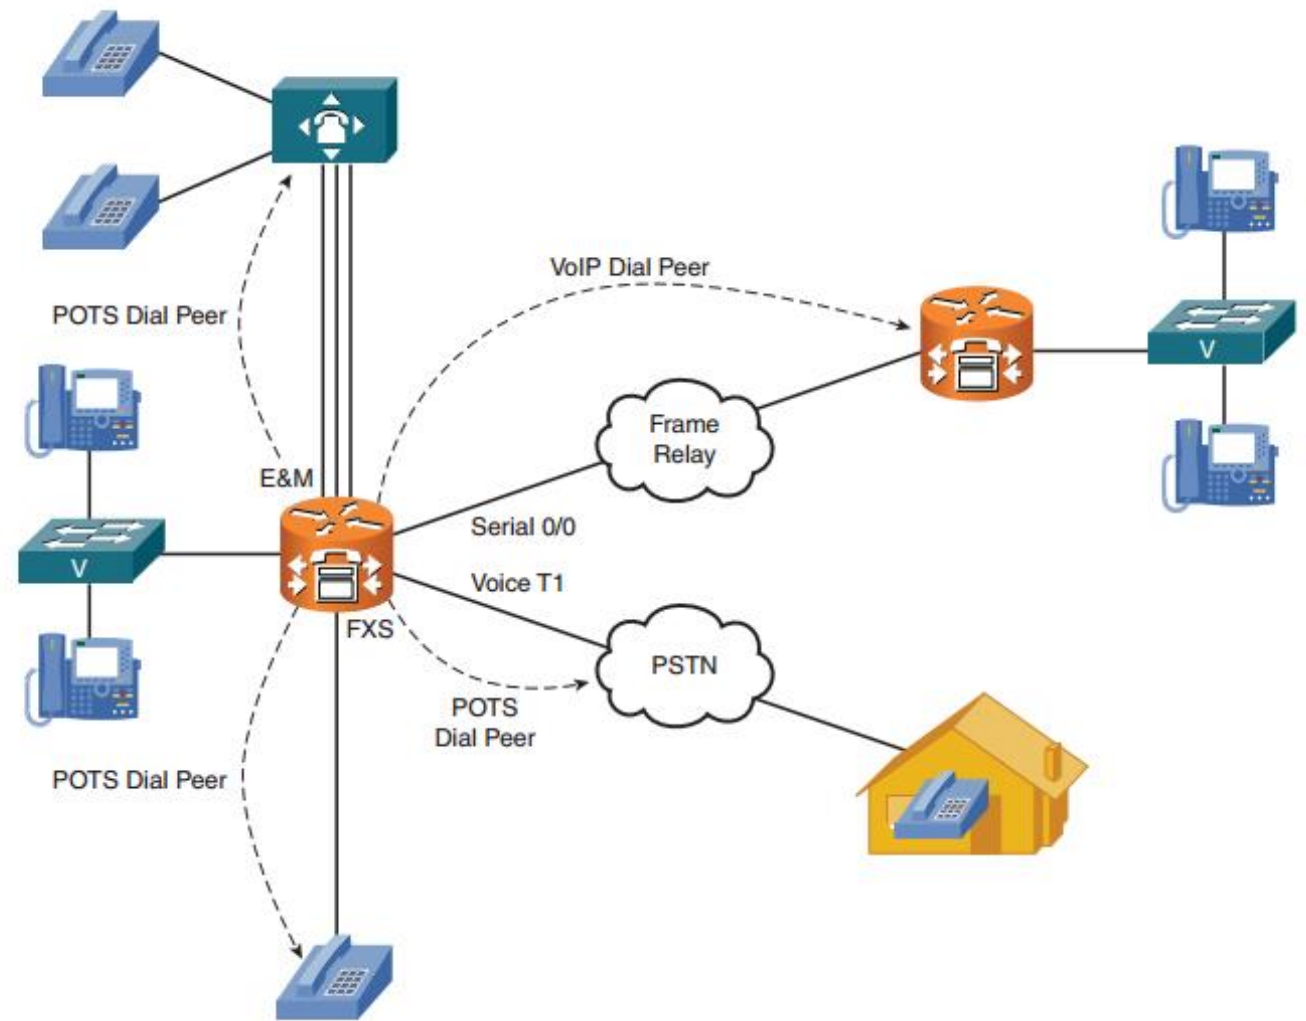 VoIP Dial Peer
POTS Dial Peer
Frame
Relay
V
E&M
Serial 0/0
V
Voice T1
FXS
PSTN
POTS
Dial Peer
POTS Dial Peer